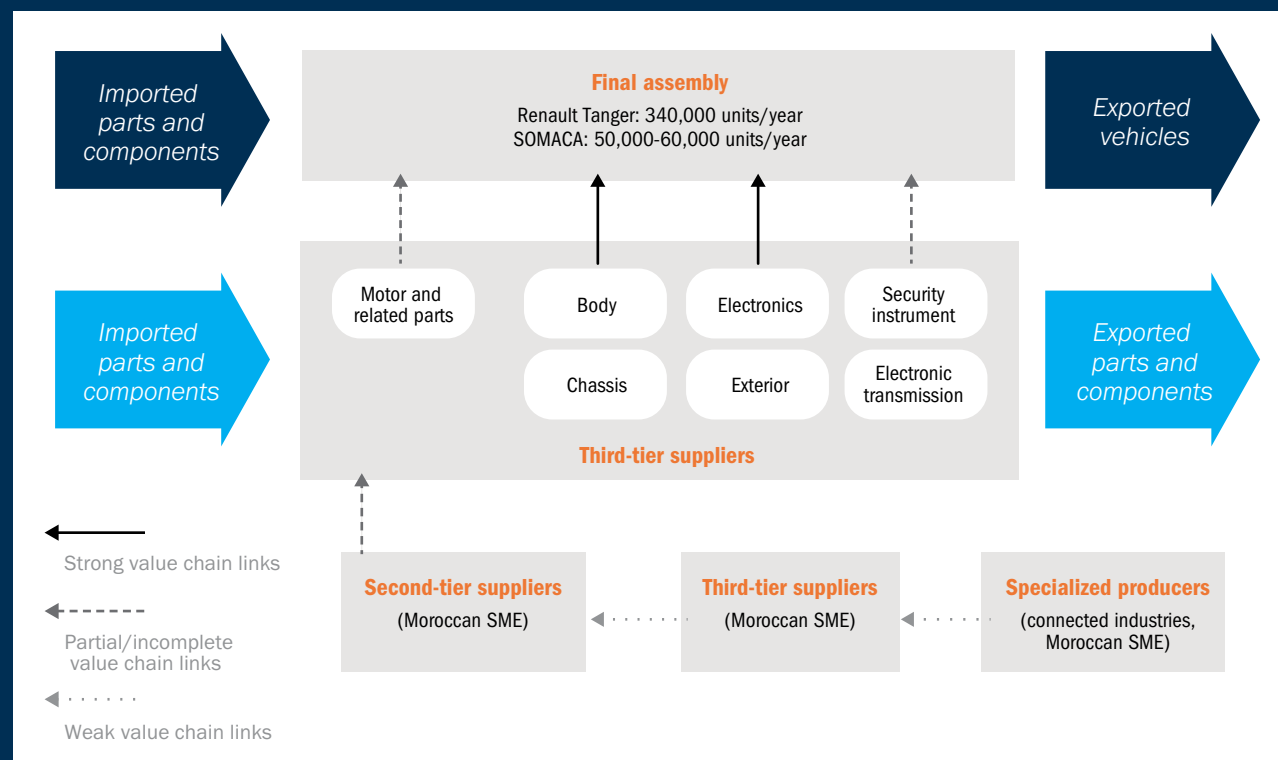 Imported
parts and
components
Final assembly
Renault Tanger: 340,000 units/year
SOMACA: 50,000-60,000 units/year
Exported
vehicles
Imported
parts and
components
Motor and
related parts
Body
Electronics
Security
instrument
Chassis
Exterior
Electronic
transmission
Third-tier suppliers
Exported
parts and
components
Strong value chain links
Partial/incomplete
value chain links
Weak value chain links
Second-tier suppliers
(Moroccan SME)
Third-tier suppliers
(Moroccan SME)
Specialized producers
(connected industries,
Moroccan SME)